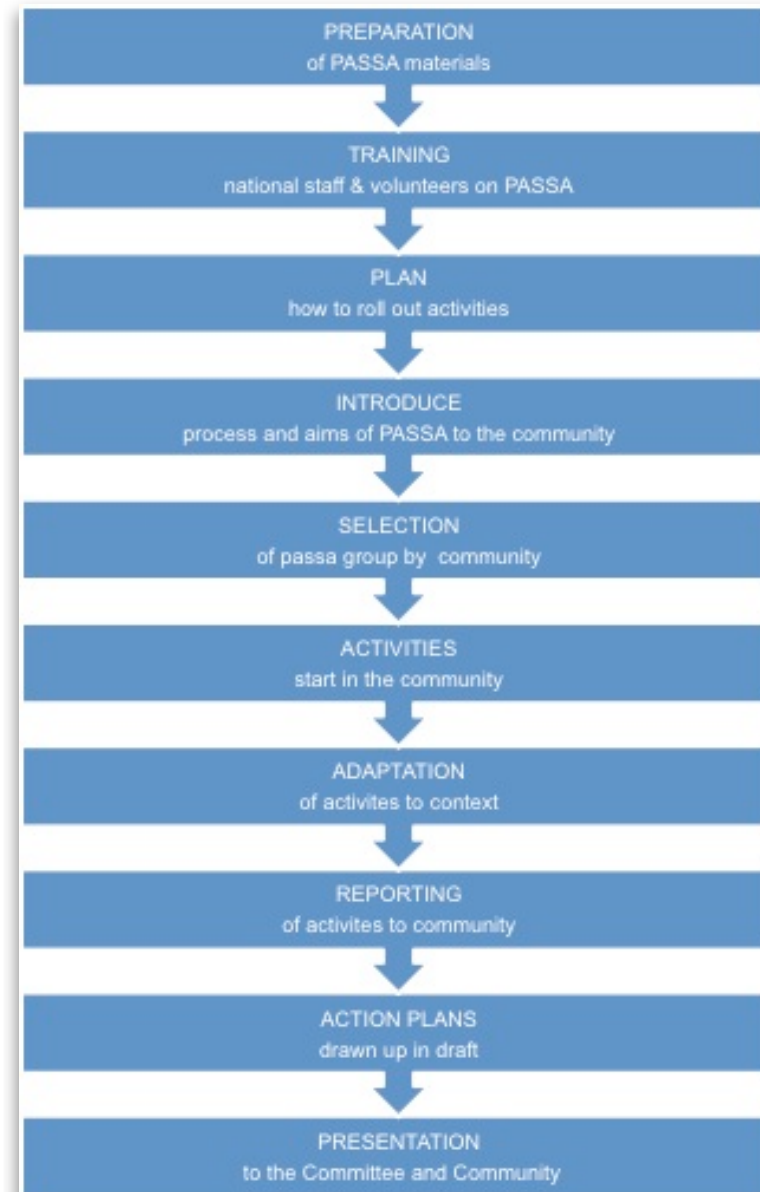 PREPARATION
of PASSA materials
TRAINING
national staff & volunteers on PASSA
PLAN
how to roll out activities
INTRODUCE
process and aims of PASSA to the community
SELECTION
of passa group by community
ACTIVITIES
start in the community
ADAPTATION
of activites to context
REPORTING
of activites to community
ACTION PLANS
drawn up in draft
PRESENTATION
to the Committee and Community